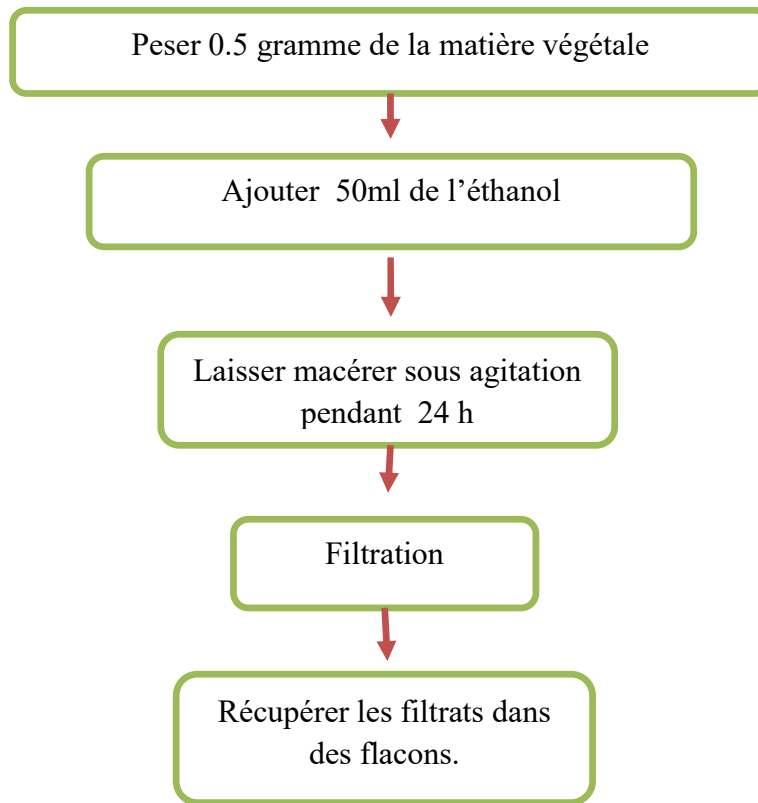 Peser 0.5 gramme de la matière végétale
Ajouter 50ml de l’éthanol
Laisser macérer sous agitation
pendant 24 h
Filtration
Récupérer les filtrats dans
des flacons.